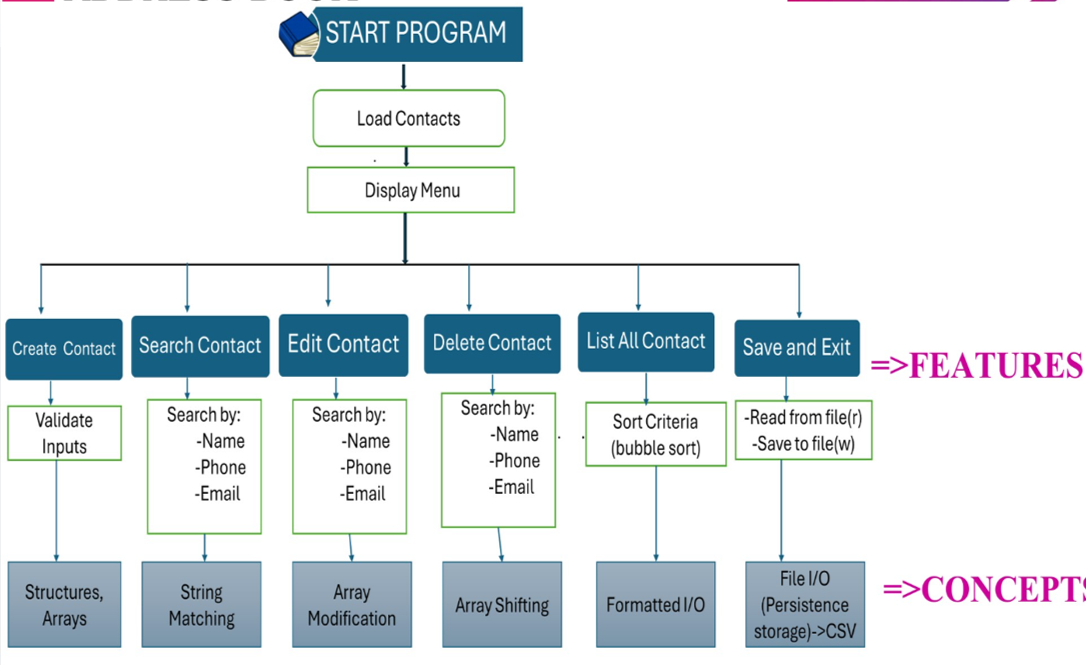 START PROGRAM
Load Contacts
Display Menu
Create Contact
Search Contact
Edit Contact
Delete Contact
List All Contact
Save and Exit
=>FEATURES
Validate
Inputs
Search by:
-Name
-Phone
-Email
Search by:
-Name
-Phone
-Email
Search by:
-Name
-Phone
-Email
Sort Criteria
(bubble sort)
-Read from file(r)
-Save to file(w)
Structures,
Arrays
String
Matching
Array
Modification
Array Shifting
Formatted I/O
File I/O
(Persistence
storage)->CSV
=>CONCEPTS